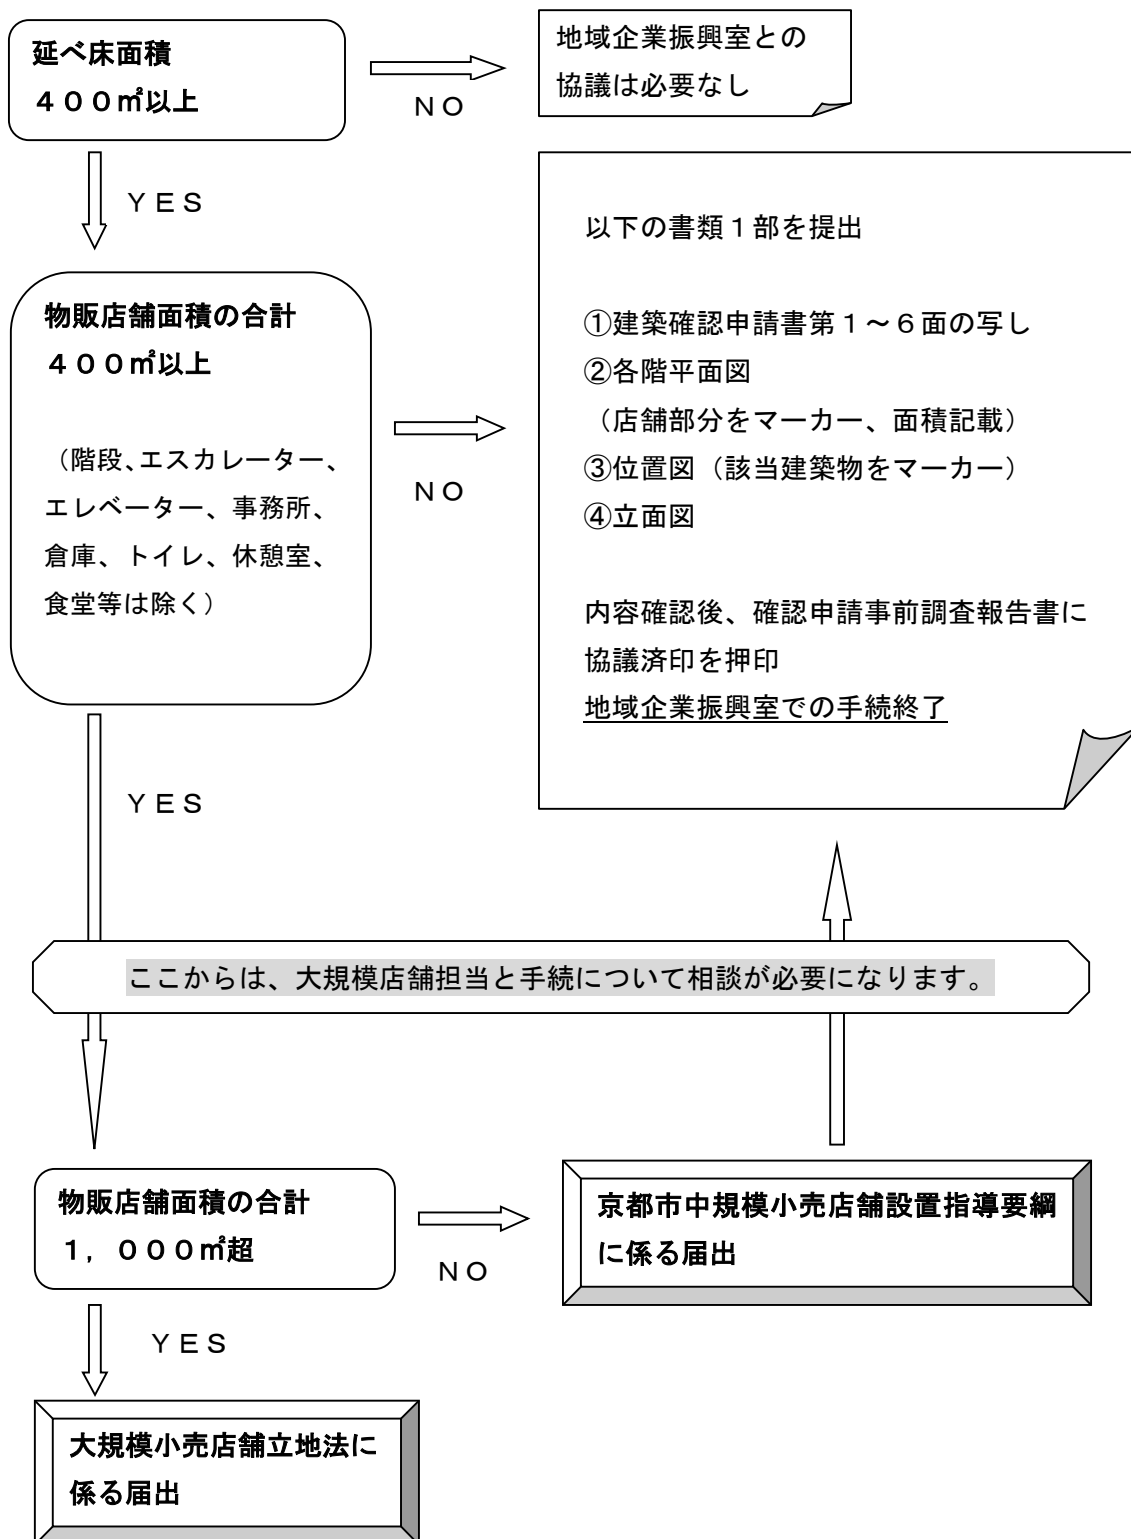 延べ床面積
４００㎡以上
NO
地域企業振興室との
協議は必要なし
YES
物販店舗面積の合計
４００㎡以上
（階段、エスカレーター、
エレベーター、事務所、
倉庫、トイレ、休憩室、
食堂等は除く）
NO
以下の書類１部を提出
①建築確認申請書第１～６面の写し
②各階平面図
（店舗部分をマーカー、面積記載）
③位置図（該当建築物をマーカー）
④立面図
内容確認後、確認申請事前調査報告書に
協議済印を押印
地域企業振興室での手続終了
YES
ここからは、大規模店舗担当と手続について相談が必要になります。
物販店舗面積の合計
１，０００㎡超
NO
京都市中規模小売店舗設置指導要綱
に係る届出
YES
大規模小売店舗立地法に
係る届出